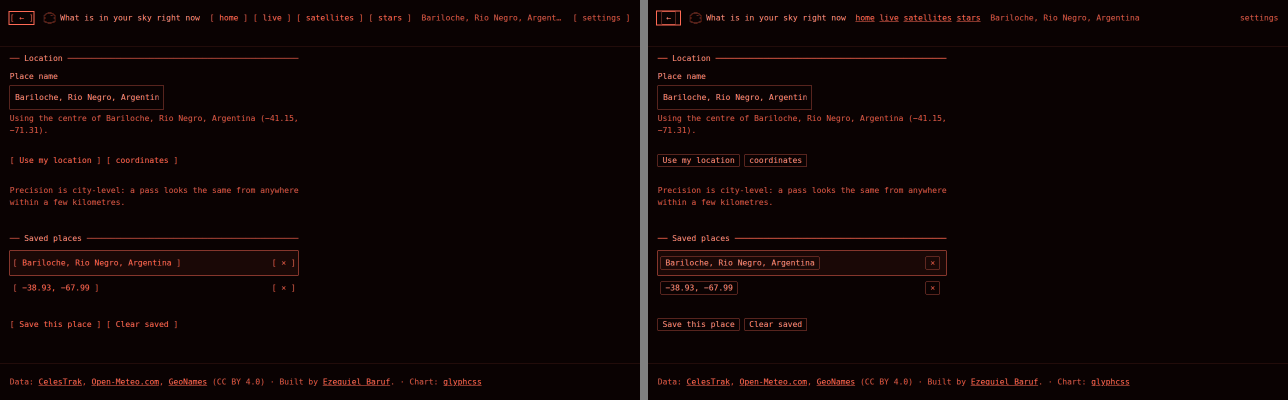 [ ← ] What is in your sky right now [ home ] [ live ] [ satellites ] [ stars ] Bariloche, Rio Negro, Argent… [ settings ]
Location
Place name
Bariloche, Rio Negro, Argentin
Using the centre of Bariloche, Rio Negro, Argentina (−41.15,
−71.31).
[ Use my location ] [ coordinates ]
Precision is city-level: a pass looks the same from anywhere
within a few kilometres.
Saved places
[ Bariloche, Rio Negro, Argentina ] [ × ]
[ −38.93, −67.99 ] [ × ]
[ Save this place ] [ Clear saved ]
Data: CelesTrak, Open-Meteo.com, GeoNames (CC BY 4.0) · Built by Ezequiel Baruf. · Chart: glyphcss
← What is in your sky right now home live satellites stars Bariloche, Rio Negro, Argentina settings
Location
Place name
Bariloche, Rio Negro, Argentin
Using the centre of Bariloche, Rio Negro, Argentina (−41.15,
−71.31).
Use my location coordinates
Precision is city-level: a pass looks the same from anywhere
within a few kilometres.
Saved places
Bariloche, Rio Negro, Argentina ×
−38.93, −67.99 ×
Save this place Clear saved
Data: CelesTrak, Open-Meteo.com, GeoNames (CC BY 4.0) · Built by Ezequiel Baruf. · Chart: glyphcss